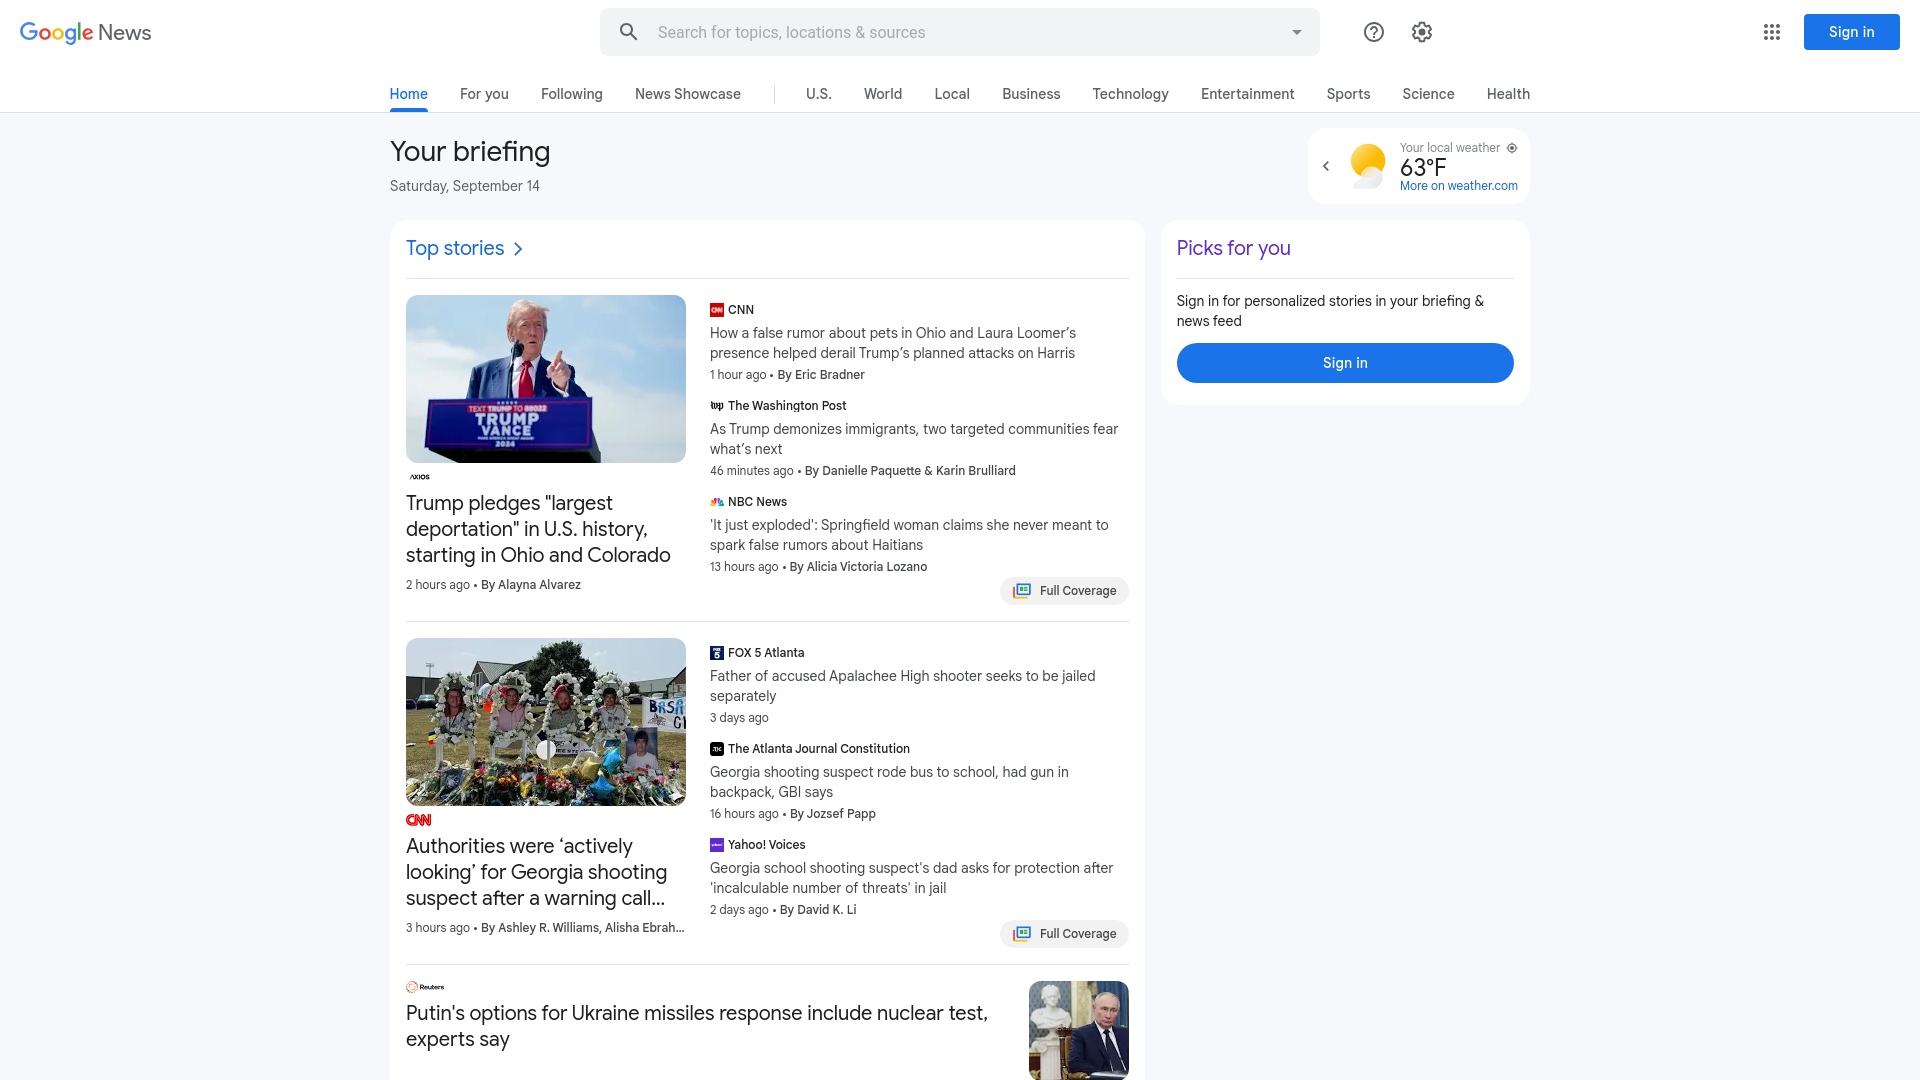 Google News
Search for topics, locations & sources
Sign in
Home
For you
Following
News Showcase
U.S.
World
Local
Business
Technology
Entertainment
Sports
Science
Health
Your briefing
Saturday, September 14
Your local weather
63°F
More on weather.com
Top stories
TEXT TRUMP TO 88022
TRUMP
VANCE
2024
AXIOS
Trump pledges "largest
deportation" in U.S. history,
starting in Ohio and Colorado
2 hours ago • By Alayna Alvarez
CNN
How a false rumor about pets in Ohio and Laura Loomer’s
presence helped derail Trump’s planned attacks on Harris
1 hour ago • By Eric Bradner
The Washington Post
As Trump demonizes immigrants, two targeted communities fear
what’s next
46 minutes ago • By Danielle Paquette & Karin Brulliard
NBC News
'It just exploded': Springfield woman claims she never meant to
spark false rumors about Haitians
13 hours ago • By Alicia Victoria Lozano
Full Coverage
CNN
Authorities were ‘actively
looking’ for Georgia shooting
suspect after a warning call...
3 hours ago • By Ashley R. Williams, Alisha Ebrah...
FOX 5 Atlanta
Father of accused Apalachee High shooter seeks to be jailed
separately
3 days ago
The Atlanta Journal Constitution
Georgia shooting suspect rode bus to school, had gun in
backpack, GBI says
16 hours ago • By Jozsef Papp
Yahoo! Voices
Georgia school shooting suspect's dad asks for protection after
'incalculable number of threats' in jail
2 days ago • By David K. Li
Full Coverage
Reuters
Putin's options for Ukraine missiles response include nuclear test,
experts say
Picks for you
Sign in for personalized stories in your briefing &
news feed
Sign in